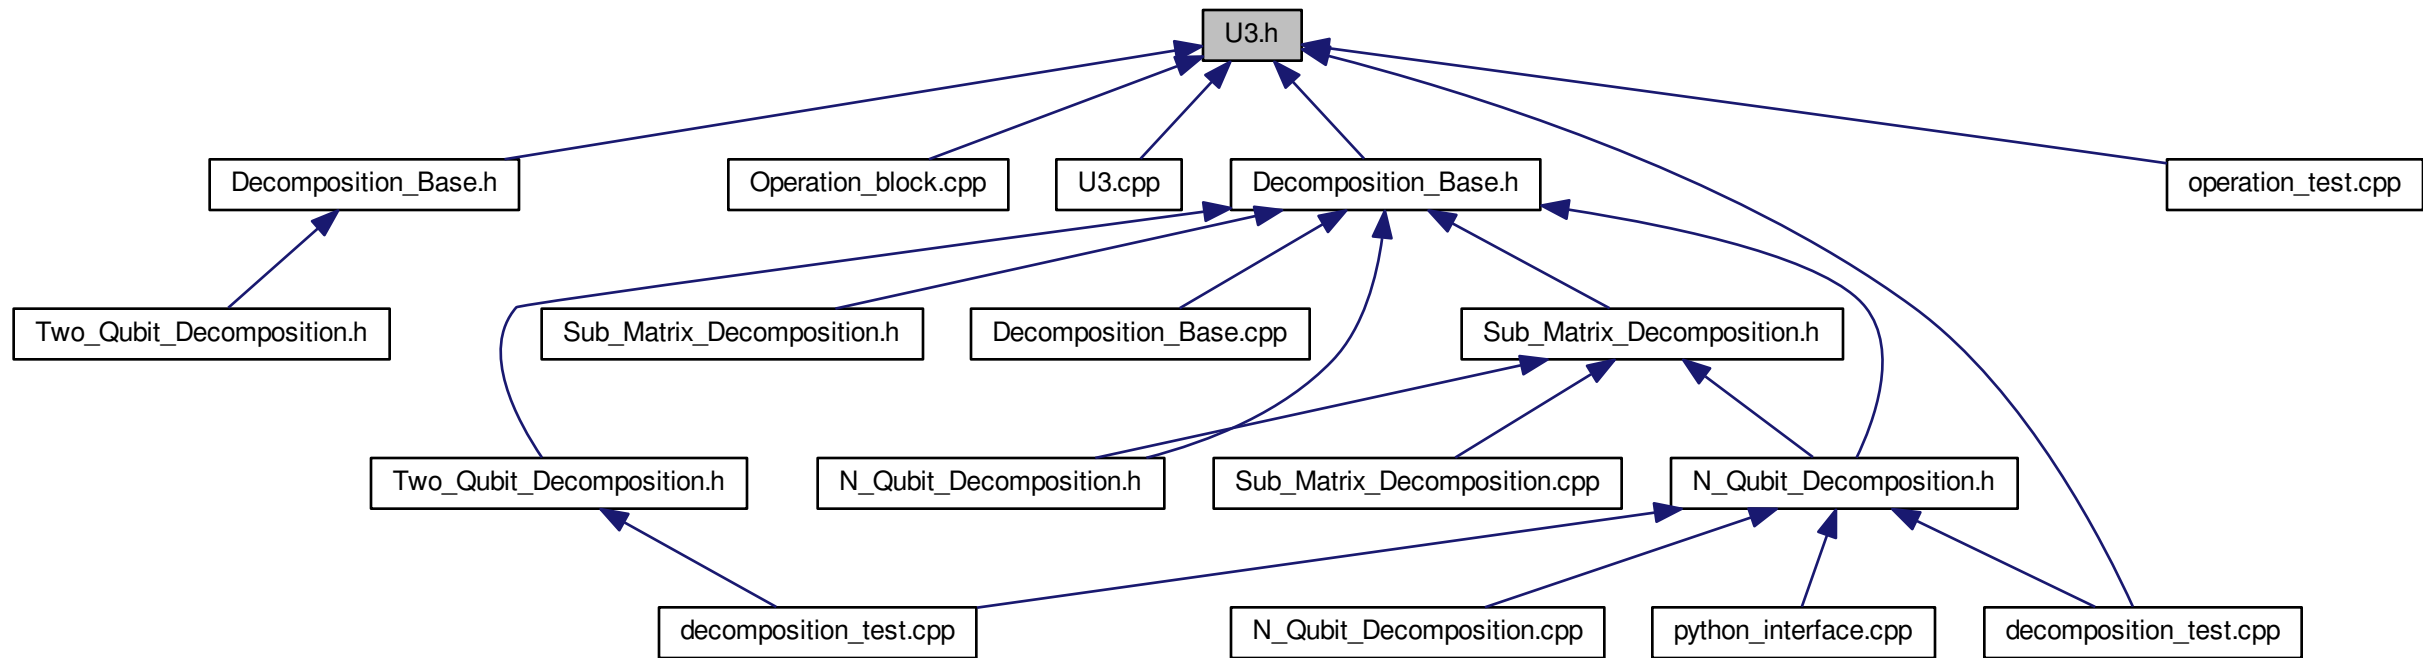 U3.h
Decomposition_Base.h
Operation_block.cpp
U3.cpp
Decomposition_Base.h
operation_test.cpp
Two_Qubit_Decomposition.h
Sub_Matrix_Decomposition.h
Decomposition_Base.cpp
Sub_Matrix_Decomposition.h
Two_Qubit_Decomposition.h
N_Qubit_Decomposition.h
Sub_Matrix_Decomposition.cpp
N_Qubit_Decomposition.h
decomposition_test.cpp
N_Qubit_Decomposition.cpp
python_interface.cpp
decomposition_test.cpp